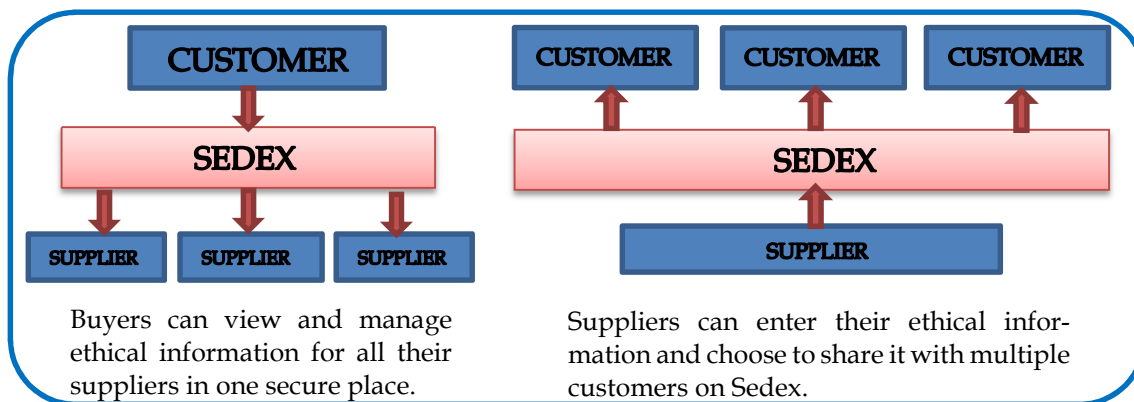 CUSTOMER
SEDEX
SUPPLIER SUPPLIER SUPPLIER
Buyers can view and manage
ethical information for all their
suppliers in one secure place.
CUSTOMER CUSTOMER CUSTOMER
SEDEX
SUPPLIER
Suppliers can enter their ethical infor-
mation and choose to share it with multiple
customers on Sedex.